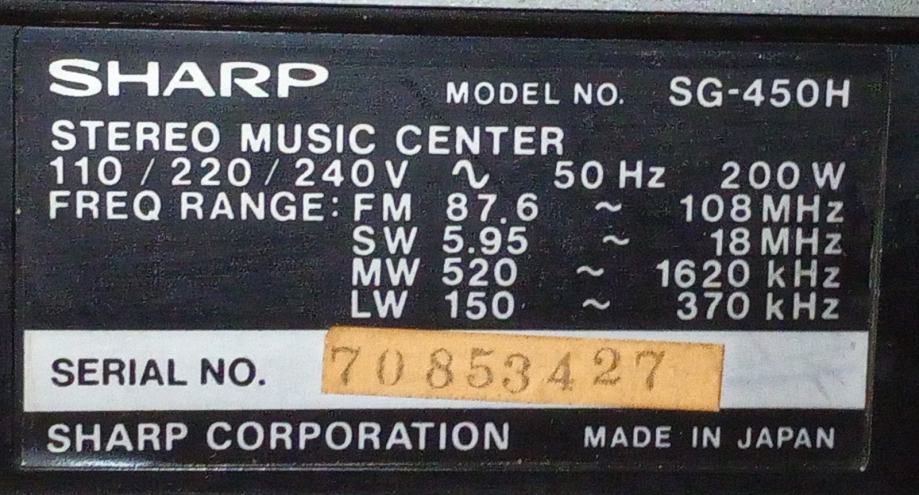 SHARP MODEL NO. SG-450H
STEREO MUSIC CENTER
110 / 220 / 240 V ∿ 50 Hz 200 W
FREQ RANGE: FM 87.6 ~ 108 MHz
SW 5.95 ~ 18 MHz
MW 520 ~ 1620 kHz
LW 150 ~ 370 kHz
SERIAL NO. 70853427
SHARP CORPORATION MADE IN JAPAN